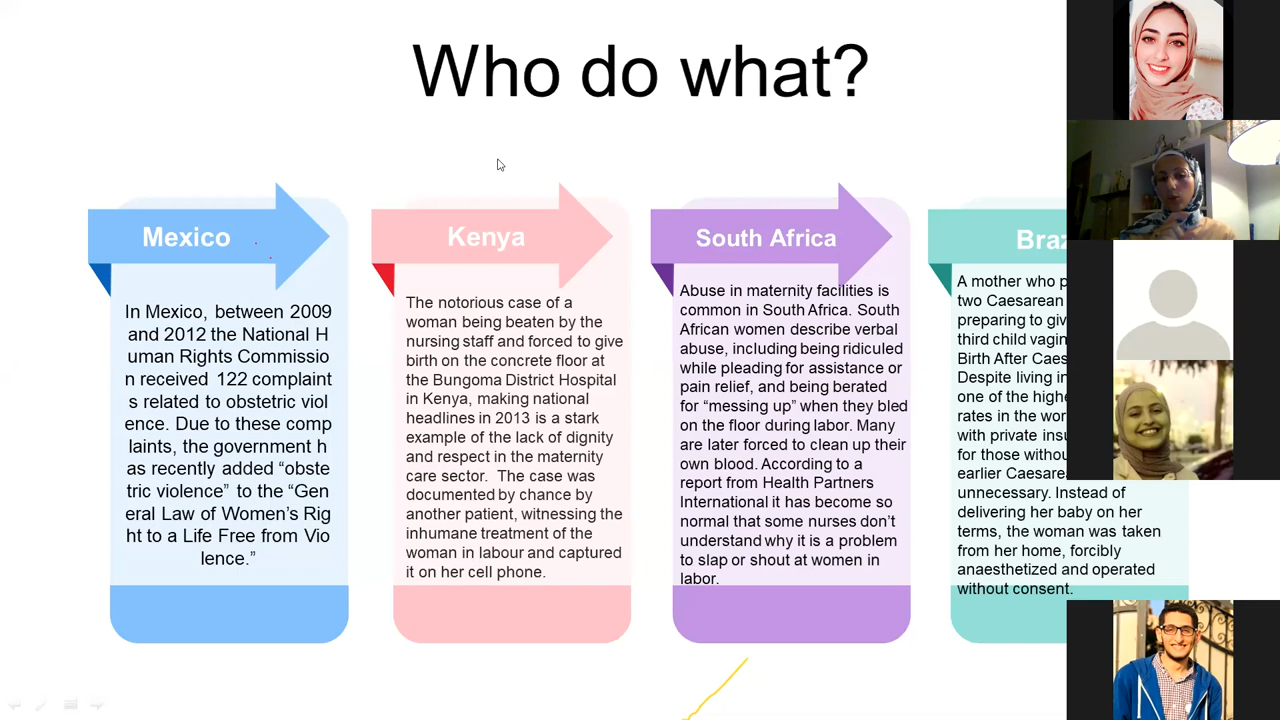 Who do what?
Mexico
In Mexico, between 2009
and 2012 the National H
uman Rights Commissio
n received 122 complaint
s related to obstetric viol
ence. Due to these comp
laints, the government h
as recently added “obste
tric violence” to the “Gen
eral Law of Women’s Rig
ht to a Life Free from Vio
lence.”
Kenya
The notorious case of a
woman being beaten by the
nursing staff and forced to give
birth on the concrete floor at
the Bungoma District Hospital
in Kenya, making national
headlines in 2013 is a stark
example of the lack of dignity
and respect in the maternity
care sector. The case was
documented by chance by
another patient, witnessing the
inhumane treatment of the
woman in labour and captured
it on her cell phone.
South Africa
Abuse in maternity facilities is
common in South Africa. South
African women describe verbal
abuse, including being ridiculed
while pleading for assistance or
pain relief, and being berated
for “messing up” when they bled
on the floor during labor. Many
are later forced to clean up their
own blood. According to a
report from Health Partners
International it has become so
normal that some nurses don’t
understand why it is a problem
to slap or shout at women in
labor.
A mother who
two Caesarean
preparing to
third child
Birth After
Despite living
one of the
rates in the
with private
for those
earlier
unnecessary. Instead of
delivering her baby on her
terms, the woman was taken
from her home, forcibly
anaesthetized and operated
without consent.